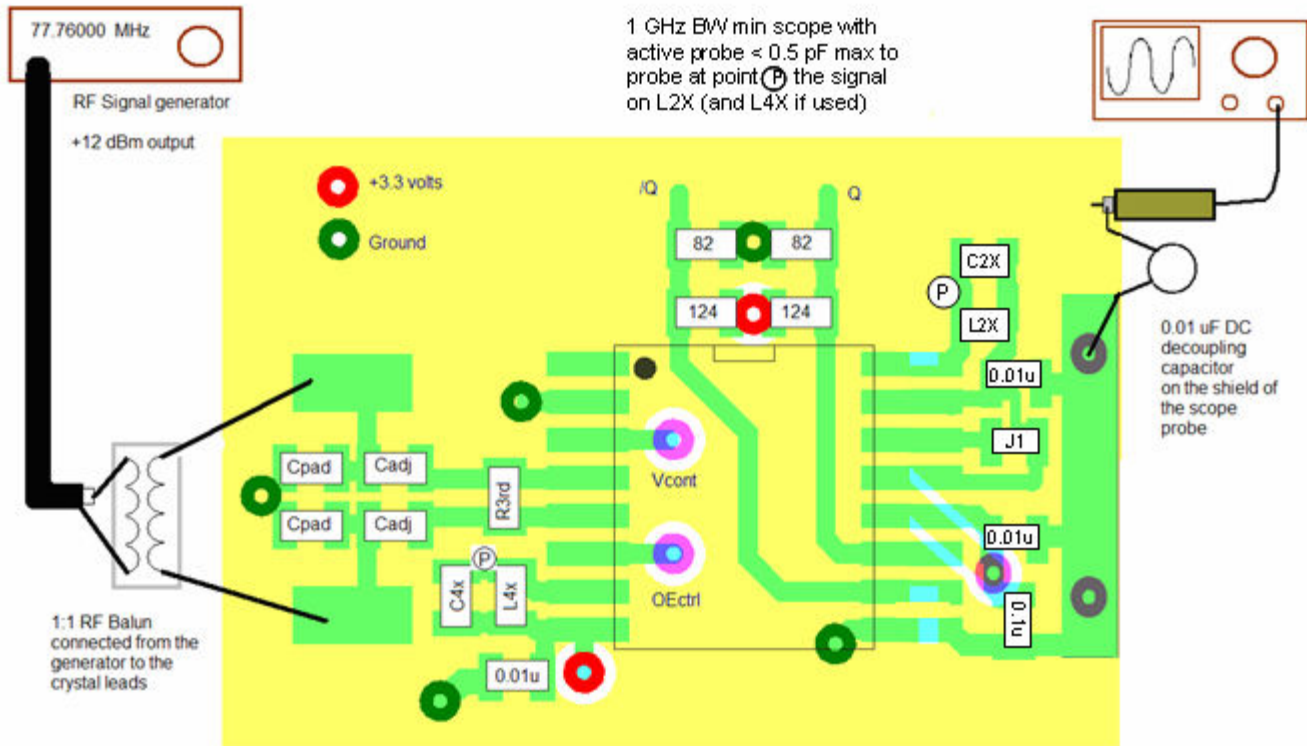 77.76000 MHz
RF Signal generator
+12 dBm output
1 GHz BW min scope with
active probe < 0.5 pF max to
probe at point P the signal
on L2X (and L4X if used)
+3.3 volts
Ground
/Q
Q
82
82
124
124
C2X
P
L2X
0.01u
J1
0.01u
0.1u
0.01 uF DC
decoupling
capacitor
on the shield of
the scope
probe
Cpad
Cadj
Cpad
Cadj
R3rd
Vcont
OEctrl
P
C4x
L4x
0.01u
1:1 RF Balun
connected from the
generator to the
crystal leads